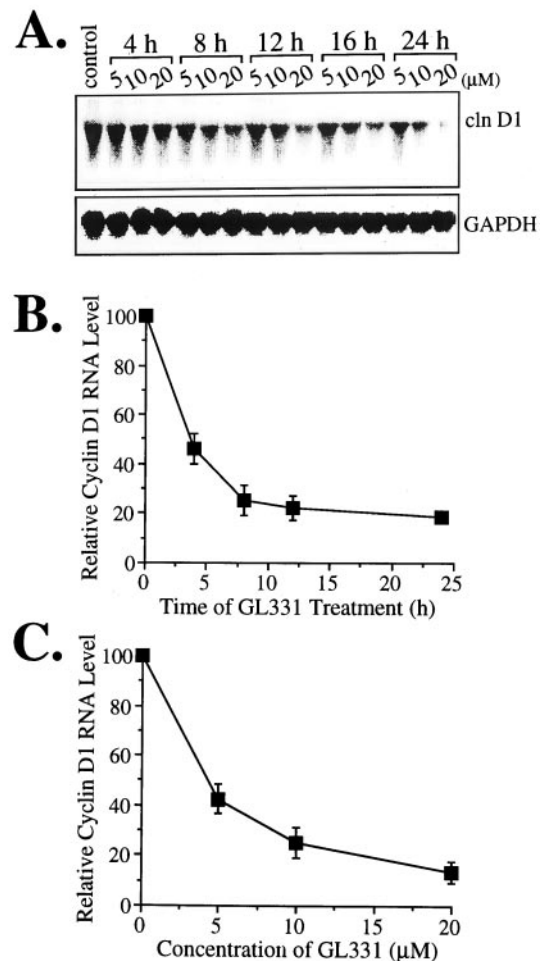 A.
control
4 h 8 h 12 h 16 h 24 h
5 10 20 5 10 20 5 10 20 5 10 20 5 10 20 (μM)
cln D1
GAPDH
B.
Relative Cyclin D1 RNA Level
100
80
60
40
20
0
0 5 10 15 20 25
Time of GL331 Treatment (h)
C.
Relative Cyclin D1 RNA Level
100
80
60
40
20
0
0 5 10 15 20
Concentration of GL331 (μM)